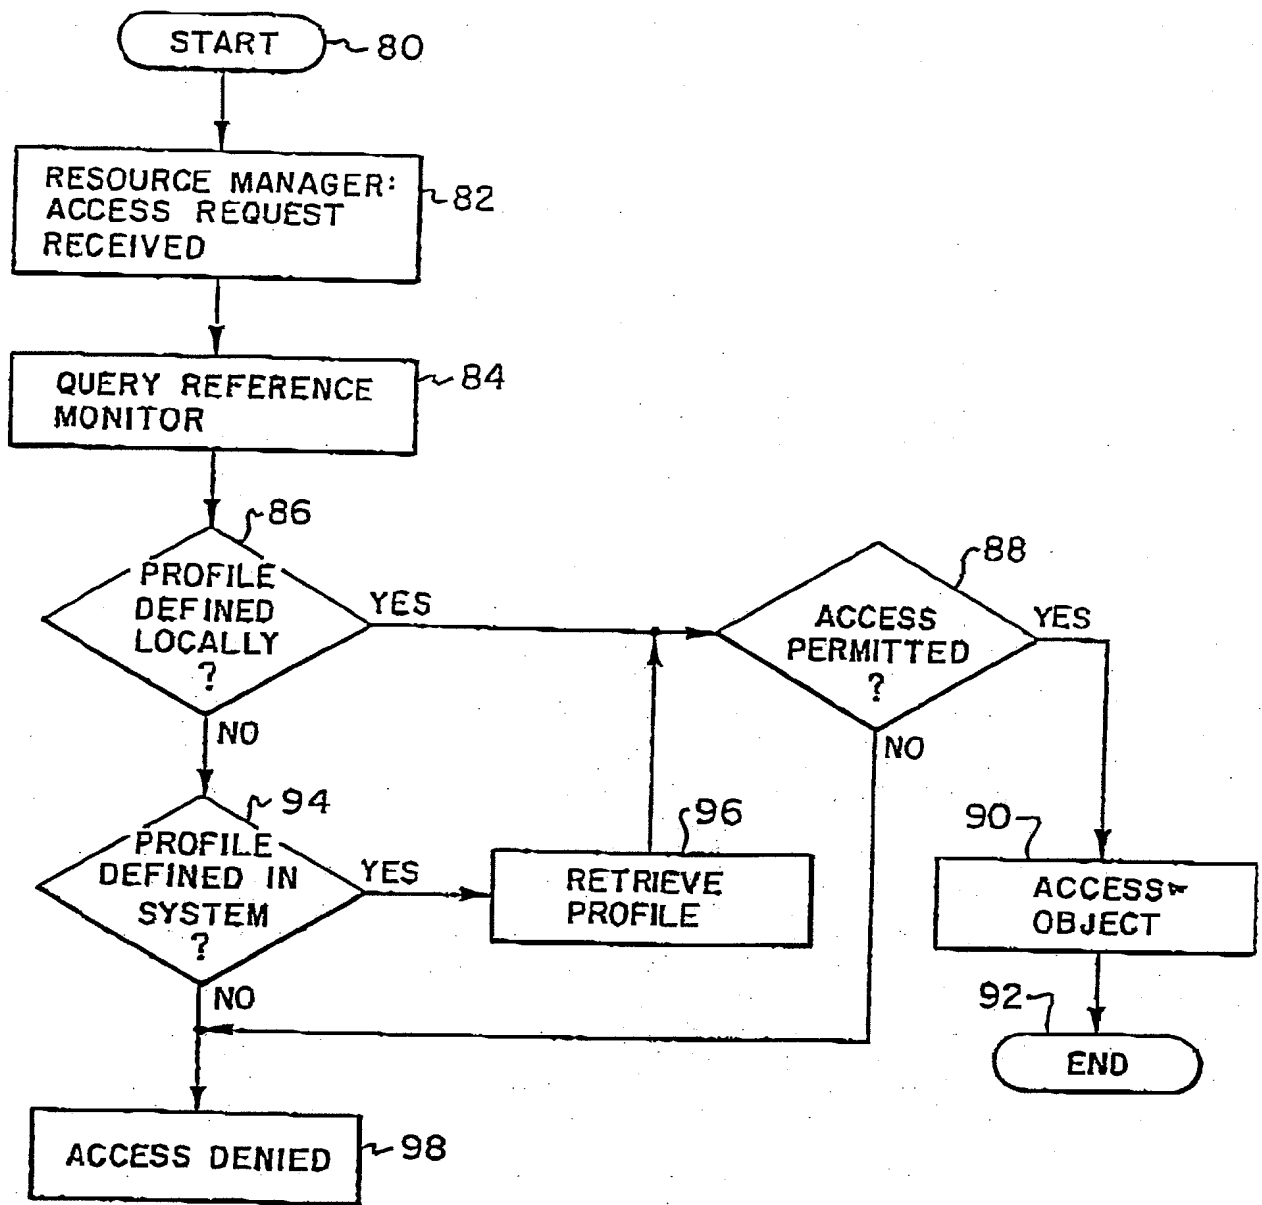 START
80
RESOURCE MANAGER:
ACCESS REQUEST
RECEIVED
82
QUERY REFERENCE
MONITOR
84
86
PROFILE
DEFINED
LOCALLY
?
YES
NO
88
ACCESS
PERMITTED
?
YES
NO
94
PROFILE
DEFINED IN
SYSTEM
?
YES
NO
96
RETRIEVE
PROFILE
90
ACCESS
OBJECT
92
END
ACCESS DENIED
98